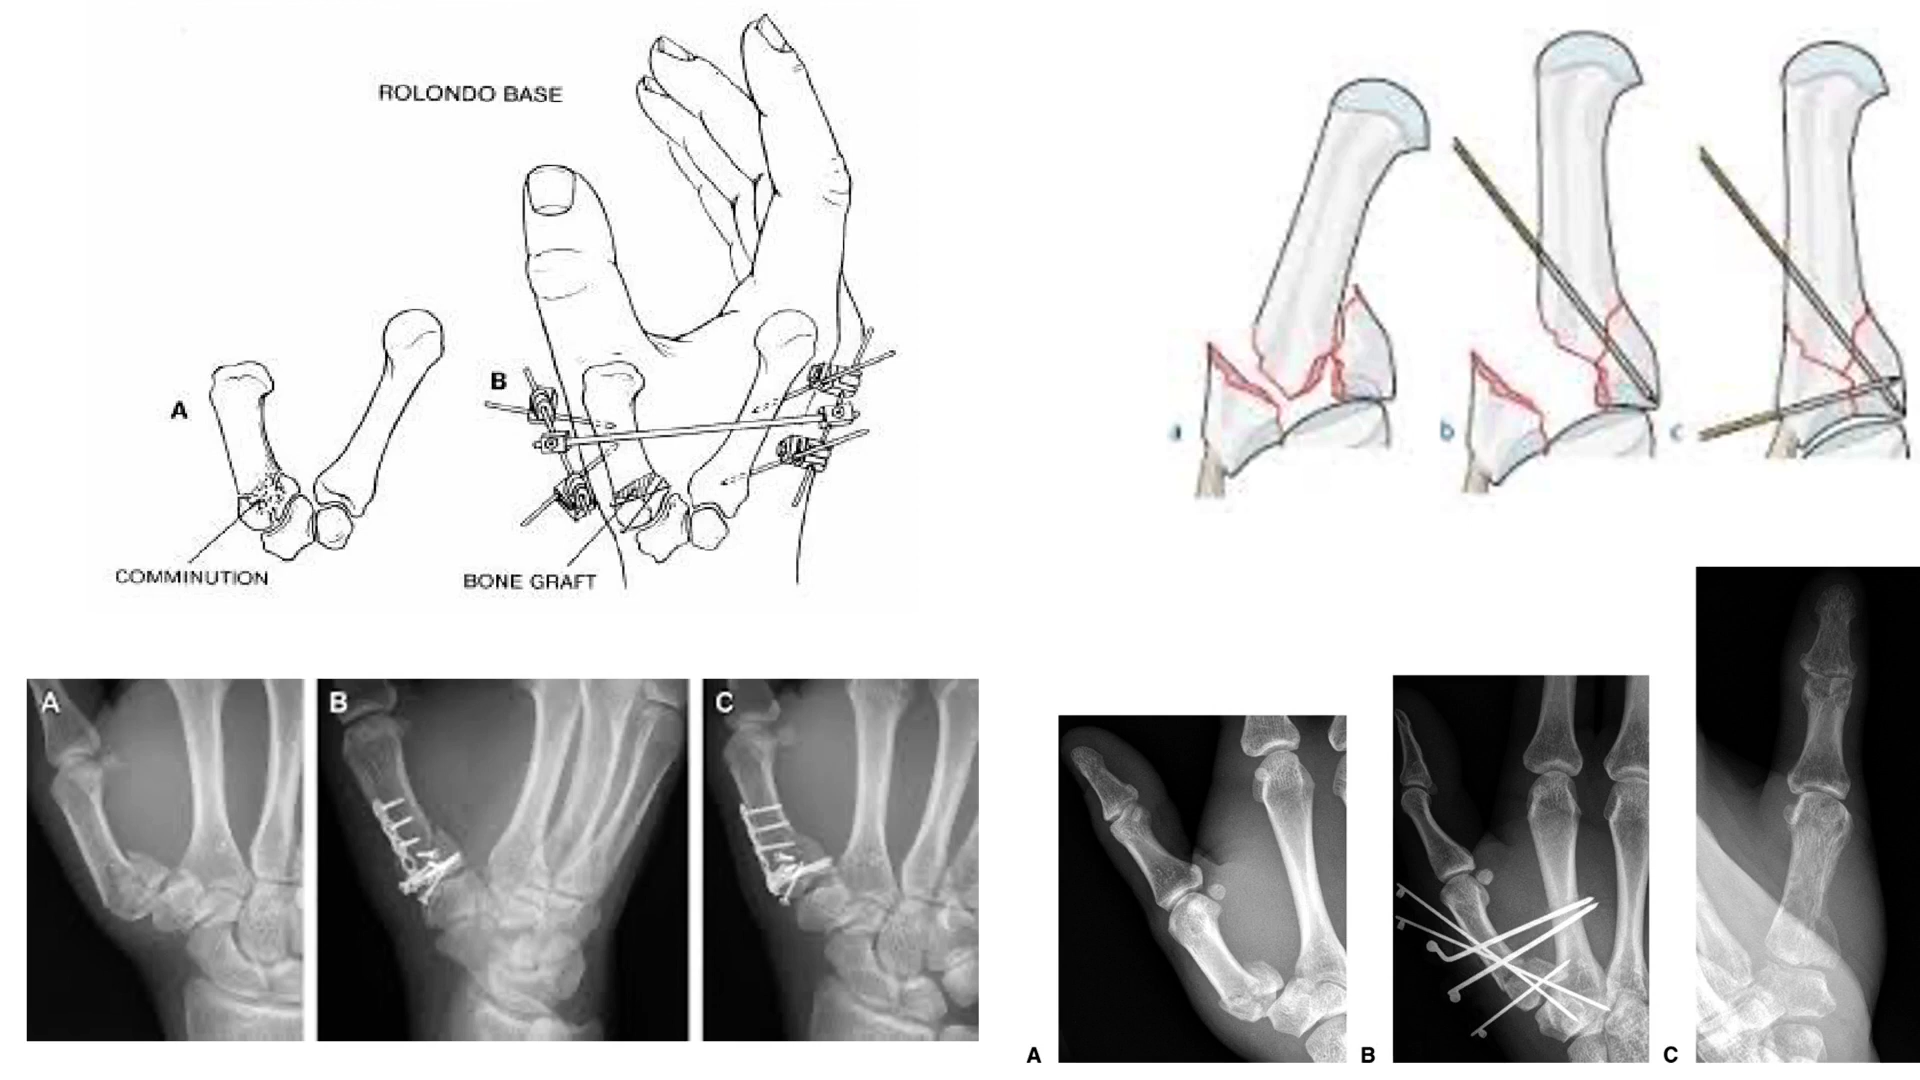 ROLONDO BASE
A
B
COMMINUTION
BONE GRAFT
a
b
c
A
B
C
A
B
C